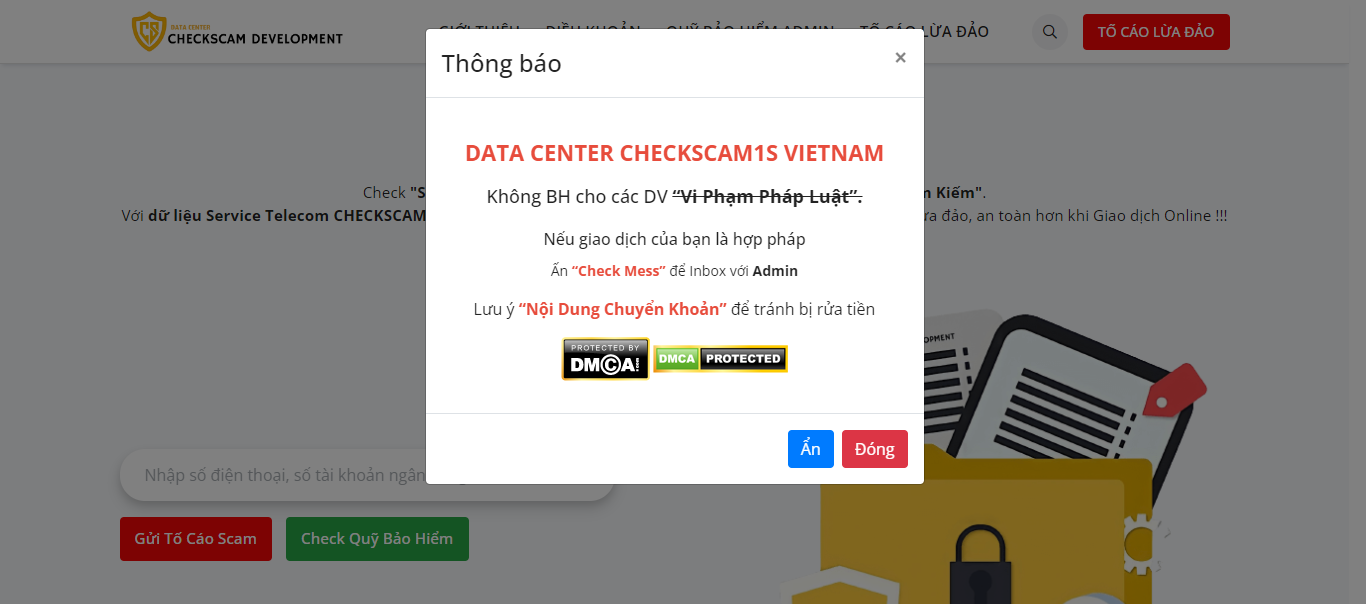 DATA CENTER
CHECKSCAM DEVELOPMENT
GIỚI THIỆU ĐIỀU KHOẢN QUỸ BẢO HIỂM ADMIN TỐ CÁO LỪA ĐẢO
TỐ CÁO LỪA ĐẢO
Thông báo
×
DATA CENTER CHECKSCAM1S VIETNAM
Không BH cho các DV “Vi Phạm Pháp Luật”.
Nếu giao dịch của bạn là hợp pháp
Ấn “Check Mess” để Inbox với Admin
Lưu ý “Nội Dung Chuyển Khoản” để tránh bị rửa tiền
PROTECTED BY
DMCA.com
DMCA PROTECTED
Ẩn Đóng
Check "S
Kiếm".
Với dữ liệu Service Telecom CHECKSCAM
đảo, an toàn hơn khi Giao dịch Online !!!
Nhập số điện thoại, số tài khoản ngân
Gửi Tố Cáo Scam
Check Quỹ Bảo Hiểm